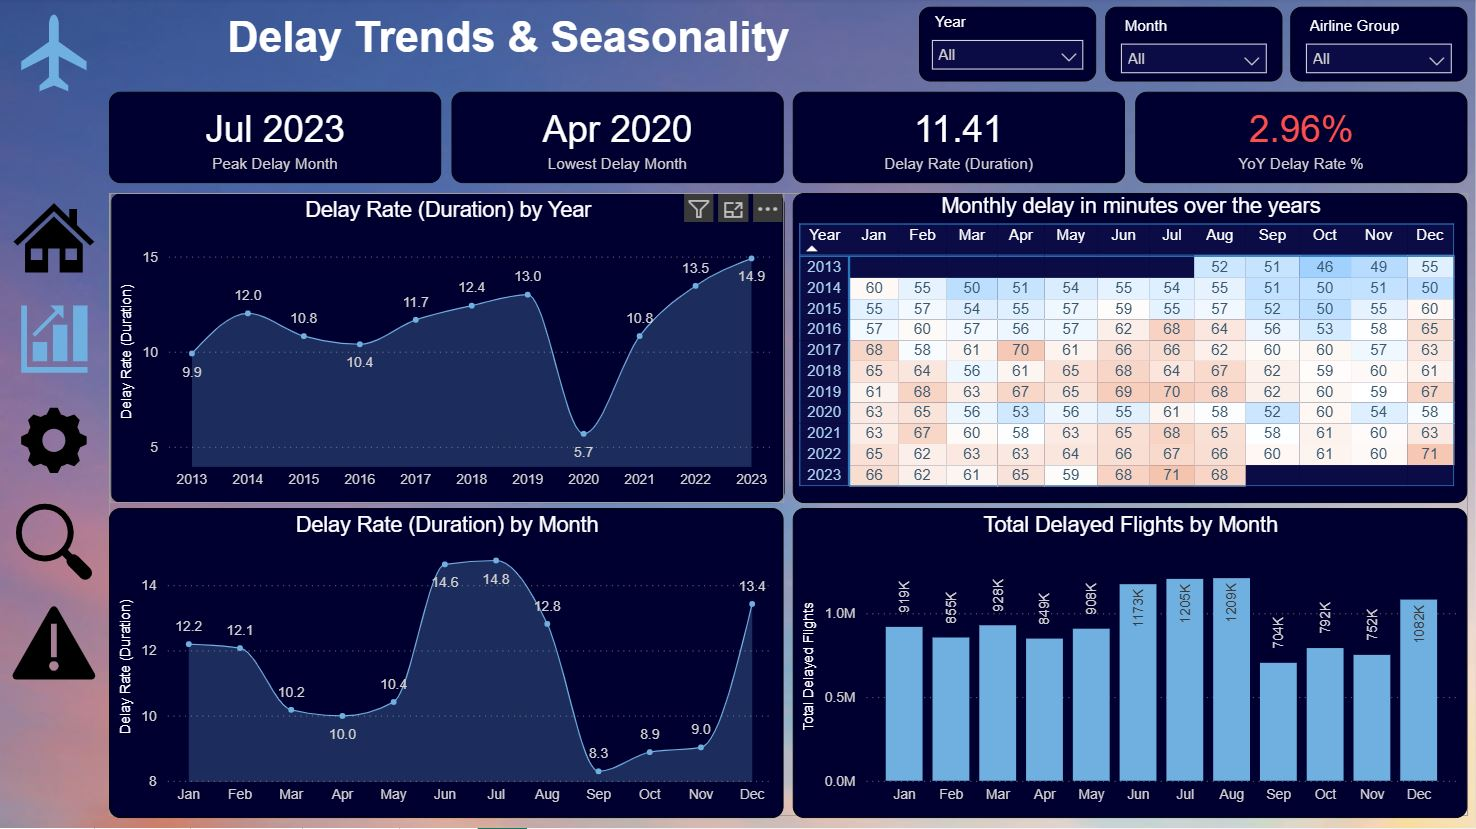 Delay Trends & Seasonality
Year
All
Month
All
Airline Group
All
Jul 2023
Peak Delay Month
Apr 2020
Lowest Delay Month
11.41
Delay Rate (Duration)
2.96%
YoY Delay Rate %
Delay Rate (Duration) by Year
Delay Rate (Duration)
15
10
5
9.9
12.0
10.8
10.4
11.7
12.4
13.0
5.7
10.8
13.5
14.9
2013 2014 2015 2016 2017 2018 2019 2020 2021 2022 2023
Monthly delay in minutes over the years
Year Jan Feb Mar Apr May Jun Jul Aug Sep Oct Nov Dec
2013 52 51 46 49 55
2014 60 55 50 51 54 55 54 55 51 50 51 50
2015 55 57 54 55 57 59 55 57 52 50 55 60
2016 57 60 57 56 57 62 68 64 56 53 58 65
2017 68 58 61 70 61 66 66 62 60 60 57 63
2018 65 64 56 61 65 68 64 67 62 59 60 61
2019 61 68 63 67 65 69 70 68 62 60 59 67
2020 63 65 56 53 56 55 61 58 52 60 54 58
2021 63 67 60 58 63 65 68 65 58 61 60 63
2022 65 62 63 63 64 66 67 66 60 61 60 71
2023 66 62 61 65 59 68 71 68
Delay Rate (Duration) by Month
Delay Rate (Duration)
14
12
10
8
12.2
12.1
10.2
10.0
10.4
14.6
14.8
12.8
8.3
8.9
9.0
13.4
Jan Feb Mar Apr May Jun Jul Aug Sep Oct Nov Dec
Total Delayed Flights by Month
Total Delayed Flights
1.0M
0.5M
0.0M
919K
855K
928K
849K
908K
1173K
1205K
1209K
704K
792K
752K
1082K
Jan Feb Mar Apr May Jun Jul Aug Sep Oct Nov Dec